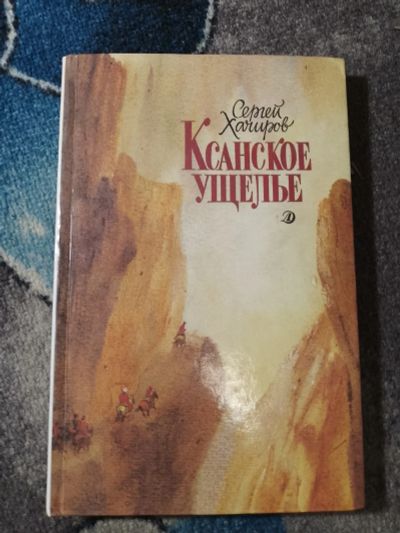 Сергей
Хачиров
Ксанское
ущелье
Д